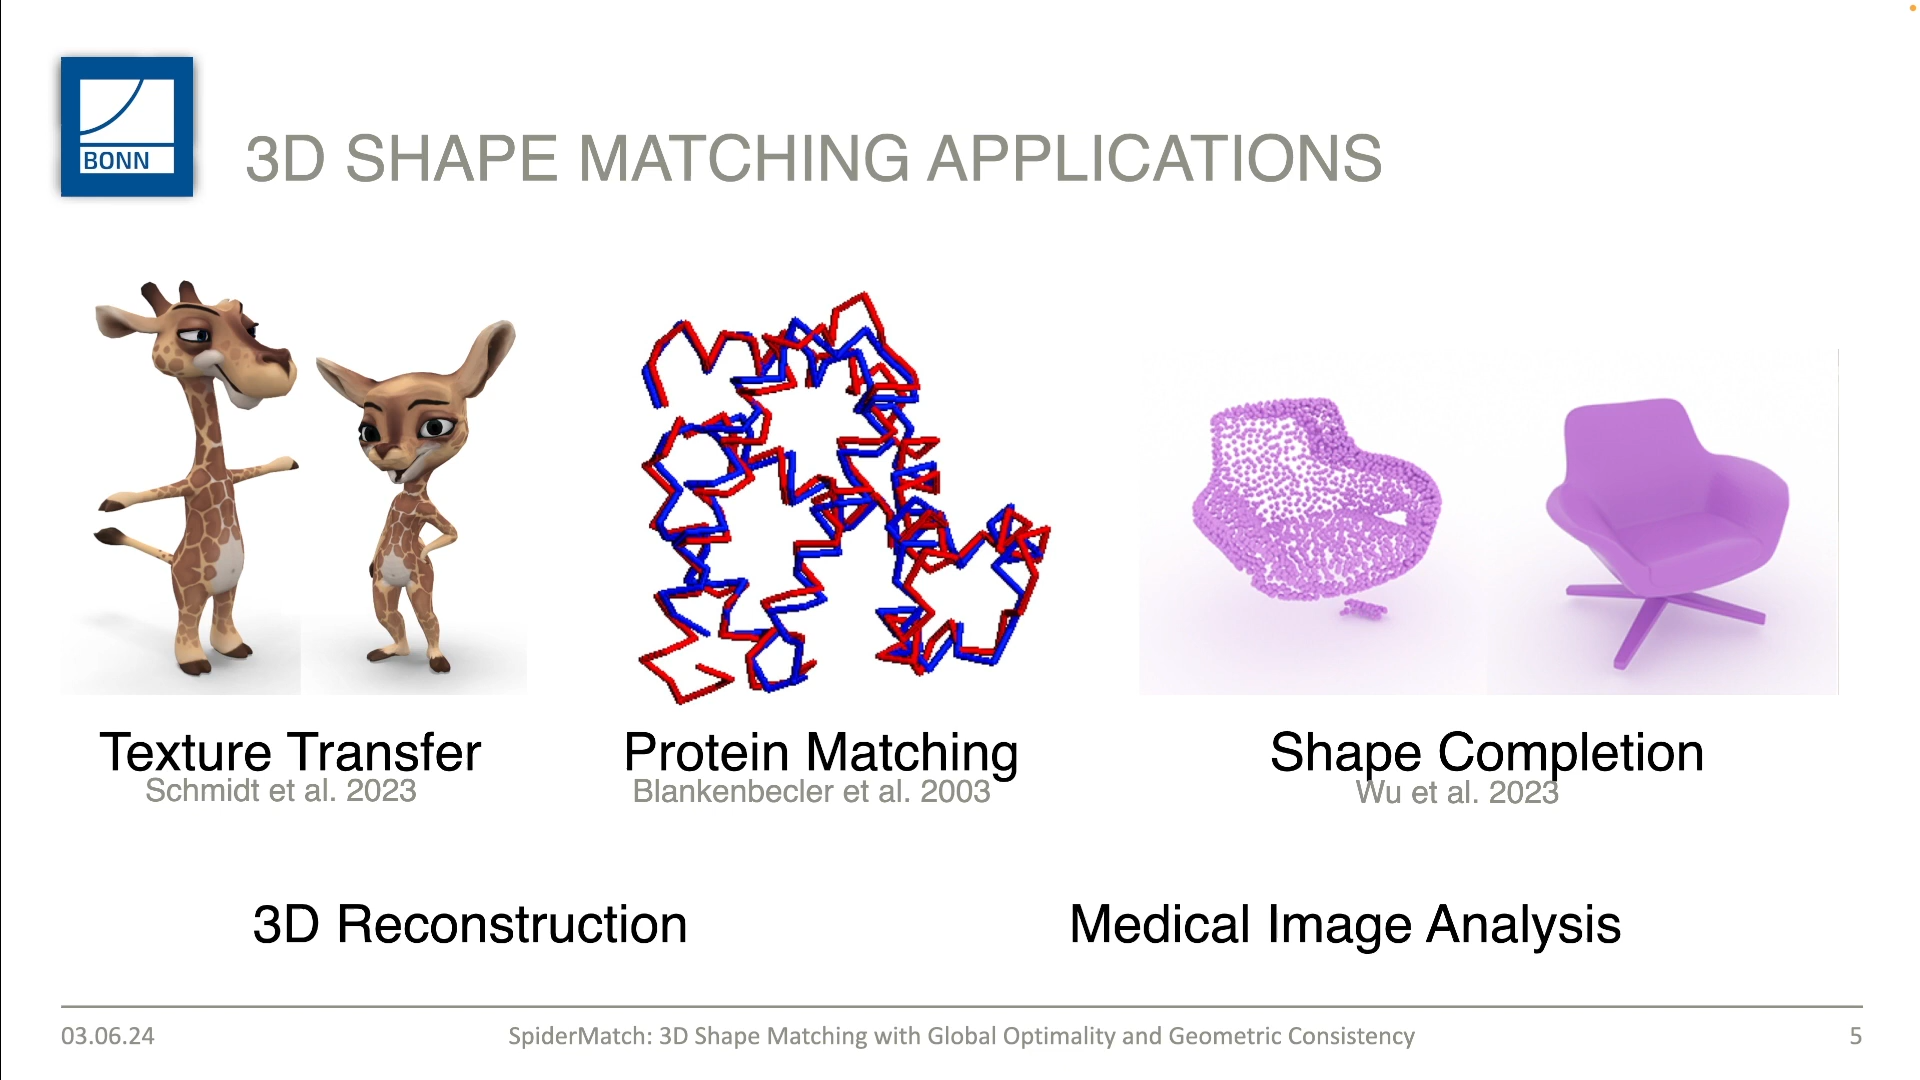 BONN
3D SHAPE MATCHING APPLICATIONS
Texture Transfer
Schmidt et al. 2023
Protein Matching
Blankenbecler et al. 2003
Shape Completion
Wu et al. 2023
3D Reconstruction
Medical Image Analysis
03.06.24
SpiderMatch: 3D Shape Matching with Global Optimality and Geometric Consistency
5